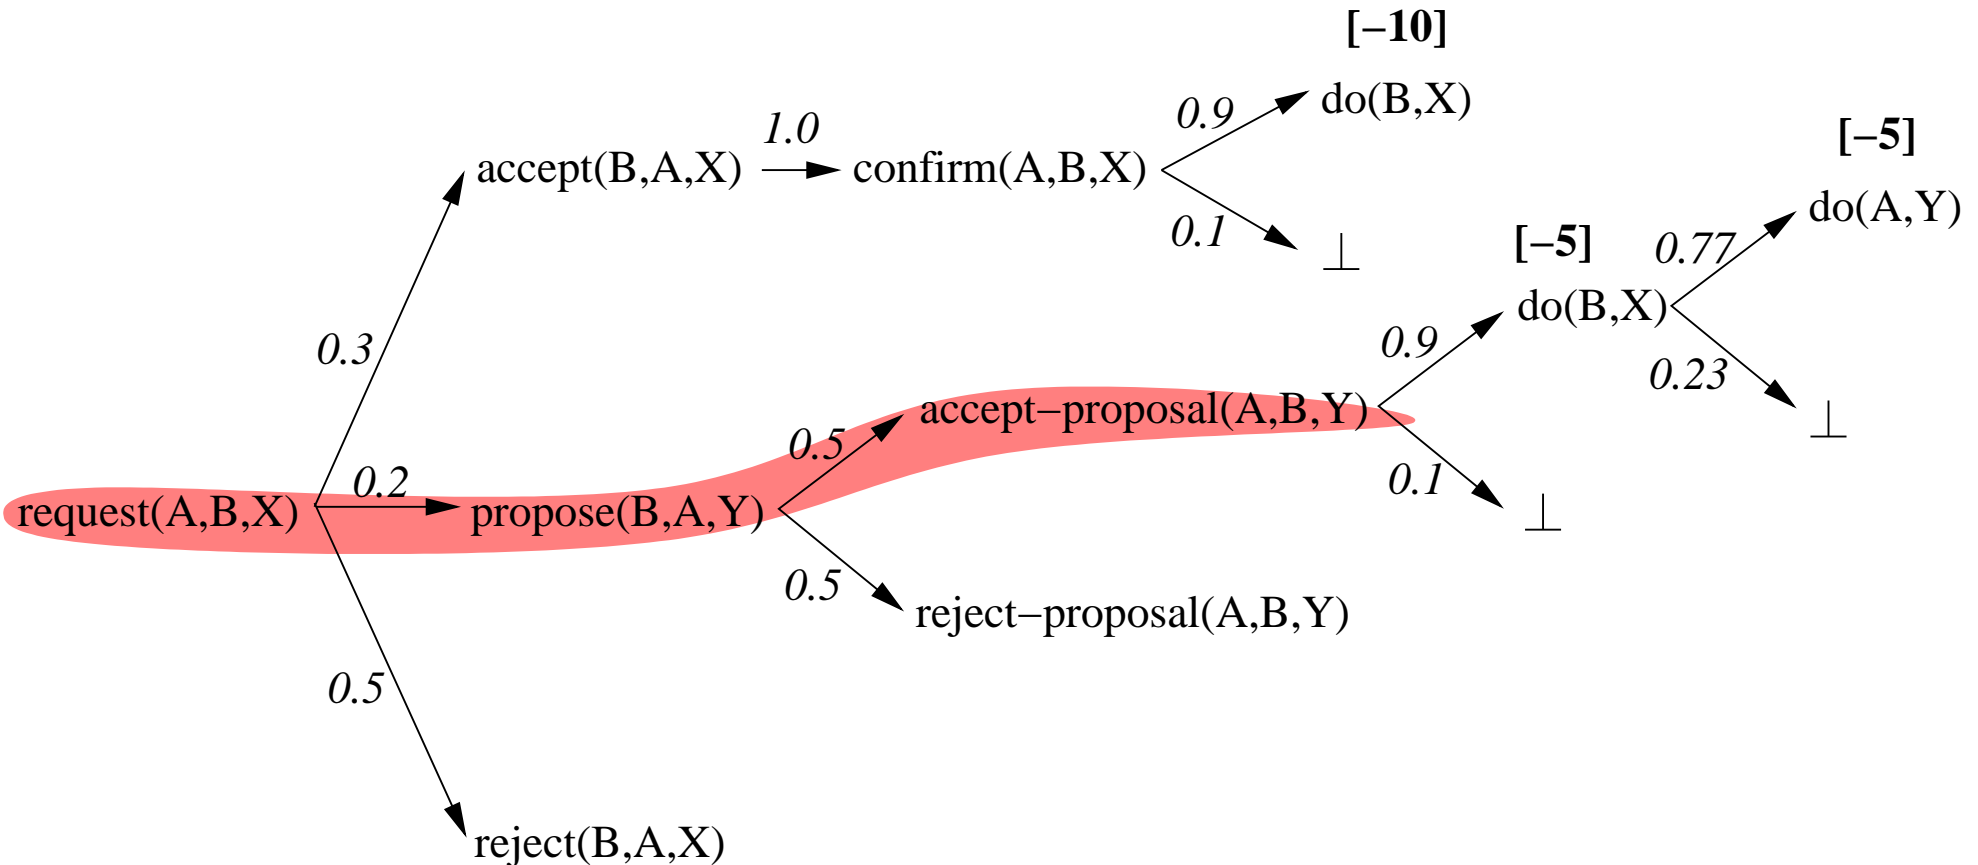 [−10]
do(B,X)
0.9
1.0
accept(B,A,X)
confirm(A,B,X)
0.1
⊥
[−5]
do(A,Y)
[−5]
0.77
do(B,X)
0.3
0.9
0.23
accept−proposal(A,B,Y)
⊥
0.5
0.2
0.1
request(A,B,X)
propose(B,A,Y)
⊥
0.5
reject−proposal(A,B,Y)
0.5
reject(B,A,X)